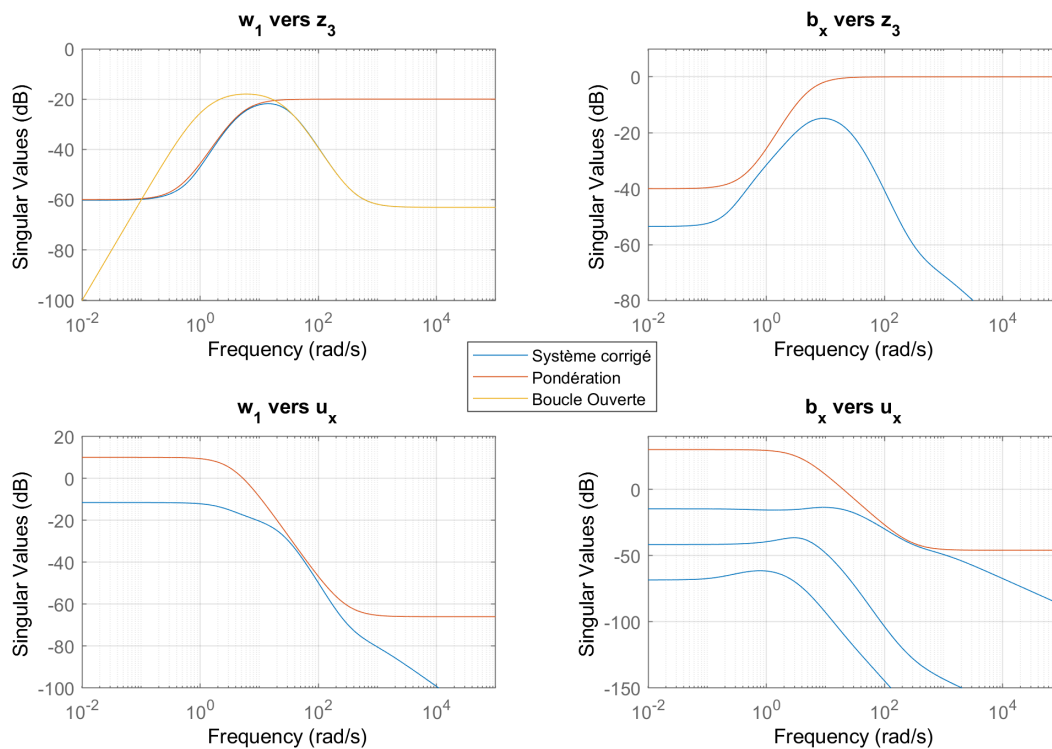 w1 vers z3
Singular Values (dB)
0
-20
-40
-60
-80
-100
10-2
100
102
104
Frequency (rad/s)
bx vers z3
Singular Values (dB)
0
-20
-40
-60
-80
10-2
100
102
104
Frequency (rad/s)
Système corrigé
Pondération
Boucle Ouverte
w1 vers ux
Singular Values (dB)
20
0
-20
-40
-60
-80
-100
10-2
100
102
104
Frequency (rad/s)
bx vers ux
Singular Values (dB)
0
-50
-100
-150
10-2
100
102
104
Frequency (rad/s)